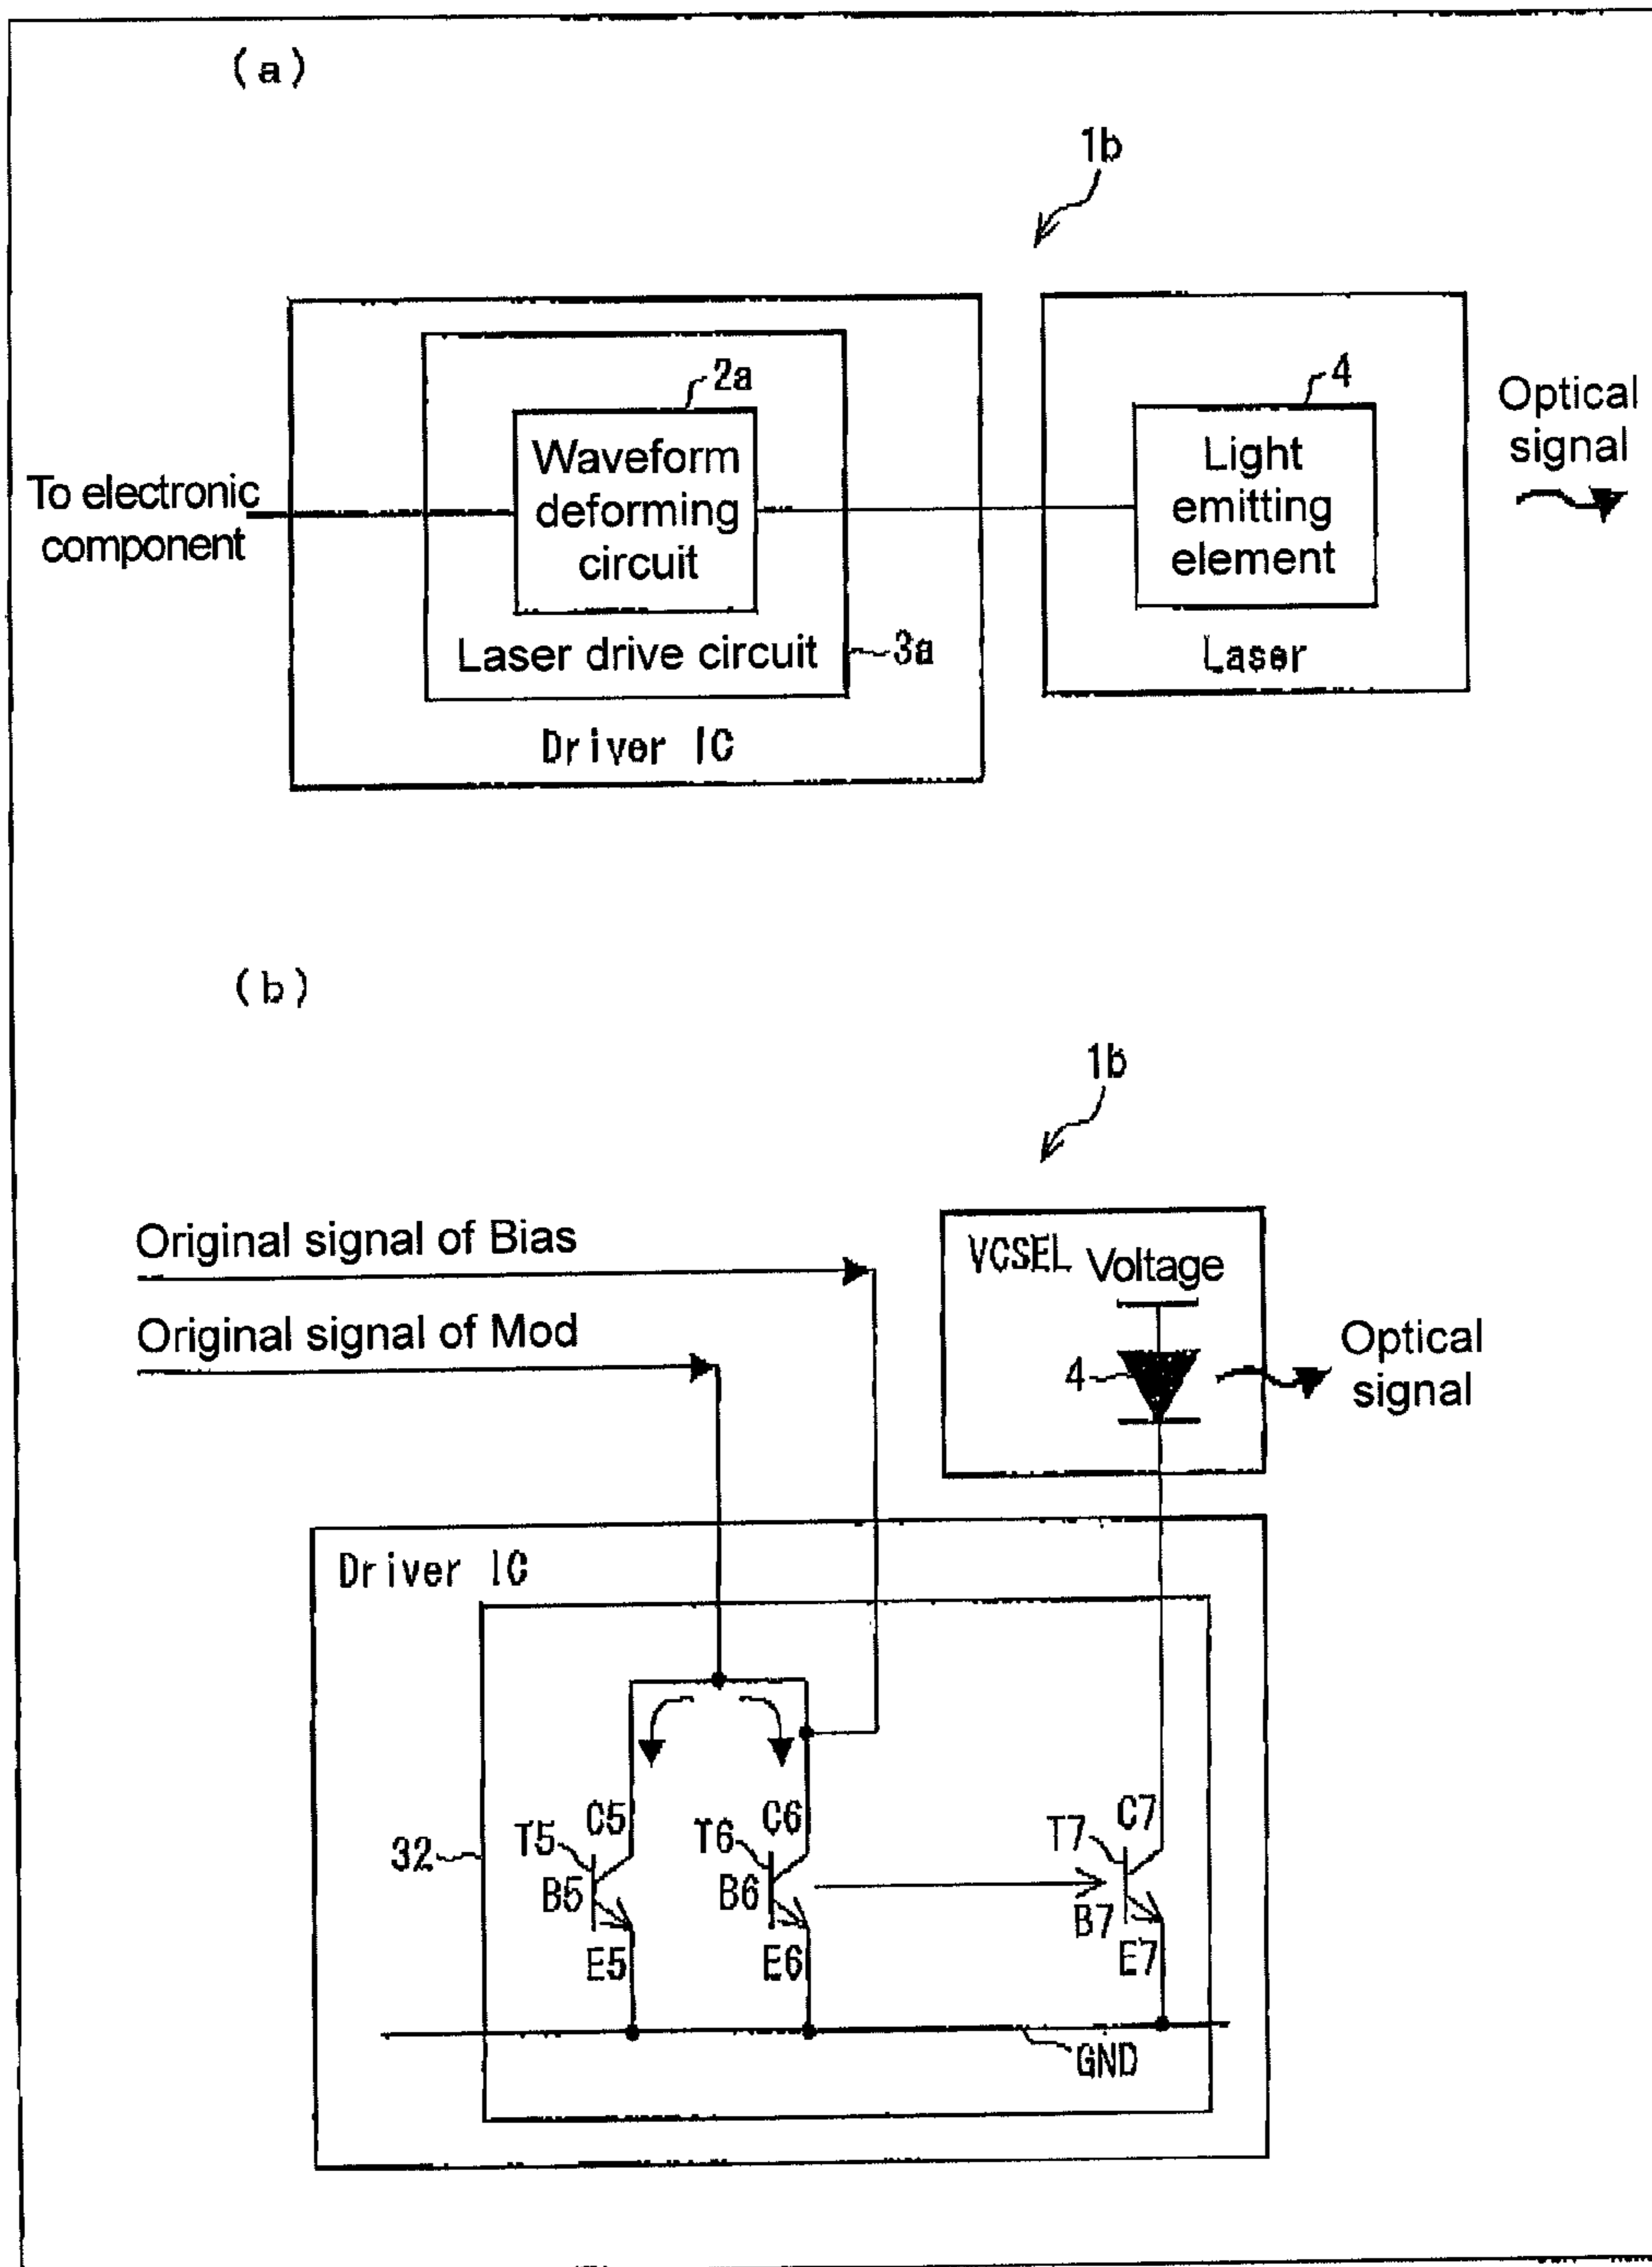 (a)
1b
2a
4
Optical
signal
Waveform
deforming
circuit
Light
emitting
element
To electronic
component
Laser drive circuit
3a
Laser
Driver IC
(b)
1b
Original signal of Bias
VCSEL
Voltage
Original signal of Mod
4
Optical
signal
Driver IC
C5
C6
C7
T5
T6
T7
32
B5
B6
B7
E5
E6
E7
GND